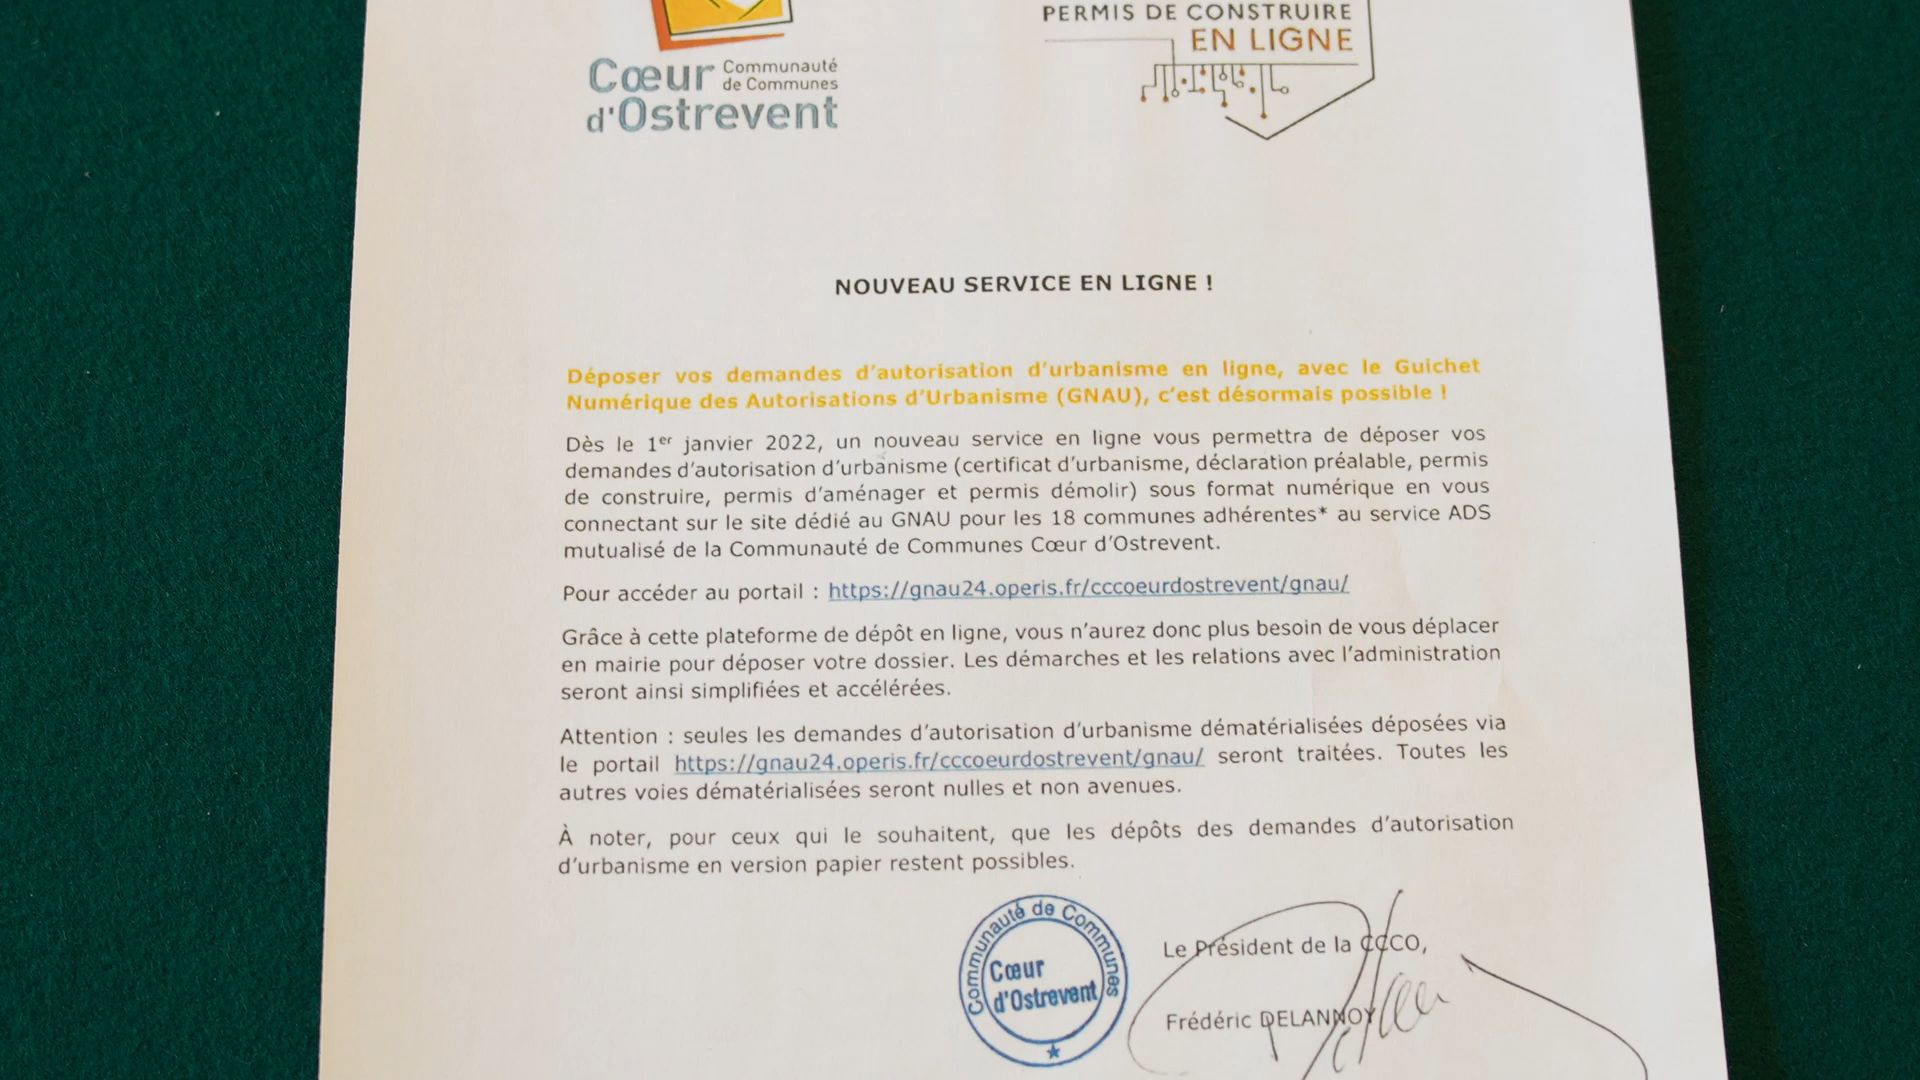 Cœur Communauté
de Communes
d'Ostrevent
PERMIS DE CONSTRUIRE
EN LIGNE
NOUVEAU SERVICE EN LIGNE !
Déposer vos demandes d'autorisation d'urbanisme en ligne, avec le Guichet
Numérique des Autorisations d'Urbanisme (GNAU), c'est désormais possible !
Dès le 1er janvier 2022, un nouveau service en ligne vous permettra de déposer vos
demandes d'autorisation d'urbanisme (certificat d'urbanisme, déclaration préalable, permis
de construire, permis d'aménager et permis démolir) sous format numérique en vous
connectant sur le site dédié au GNAU pour les 18 communes adhérentes* au service ADS
mutualisé de la Communauté de Communes Cœur d'Ostrevent.
Pour accéder au portail : https://gnau24.operis.fr/cccoeurdostrevent/gnau/
Grâce à cette plateforme de dépôt en ligne, vous n'aurez donc plus besoin de vous déplacer
en mairie pour déposer votre dossier. Les démarches et les relations avec l'administration
seront ainsi simplifiées et accélérées.
Attention : seules les demandes d'autorisation d'urbanisme dématérialisées déposées via
le portail https://gnau24.operis.fr/cccoeurdostrevent/gnau/ seront traitées. Toutes les
autres voies dématérialisées seront nulles et non avenues.
À noter, pour ceux qui le souhaitent, que les dépôts des demandes d'autorisation
d'urbanisme en version papier restent possibles.
Communauté de Communes
Cœur
d'Ostrevent
Le Président de la CCCO,
Frédéric DELANNOY